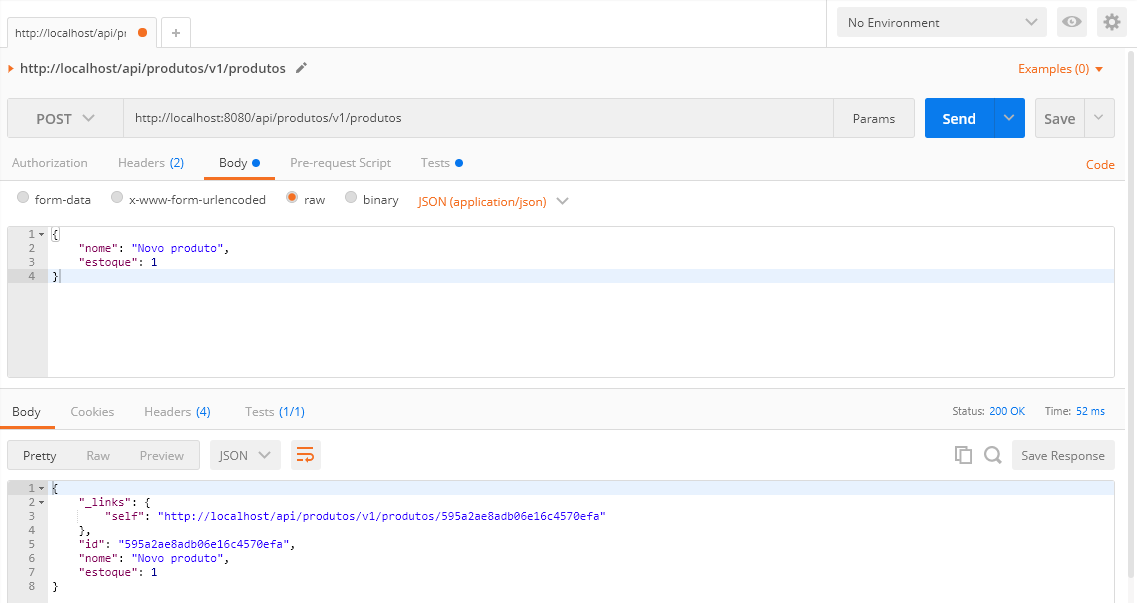 http://localhost/api/pr
+
No Environment
http://localhost/api/produtos/v1/produtos
Examples (0)
POST
http://localhost:8080/api/produtos/v1/produtos
Params
Send
Save
Authorization
Headers (2)
Body
Pre-request Script
Tests
Code
form-data
x-www-form-urlencoded
raw
binary
JSON (application/json)
1 {
2 "nome": "Novo produto",
3 "estoque": 1
4 }
Body
Cookies
Headers (4)
Tests (1/1)
Status: 200 OK
Time: 52 ms
Pretty
Raw
Preview
JSON
Save Response
1 {
2 "_links": {
3 "self": "http://localhost/api/produtos/v1/produtos/595a2ae8adb06e16c4570efa"
4 },
5 "id": "595a2ae8adb06e16c4570efa",
6 "nome": "Novo produto",
7 "estoque": 1
8 }